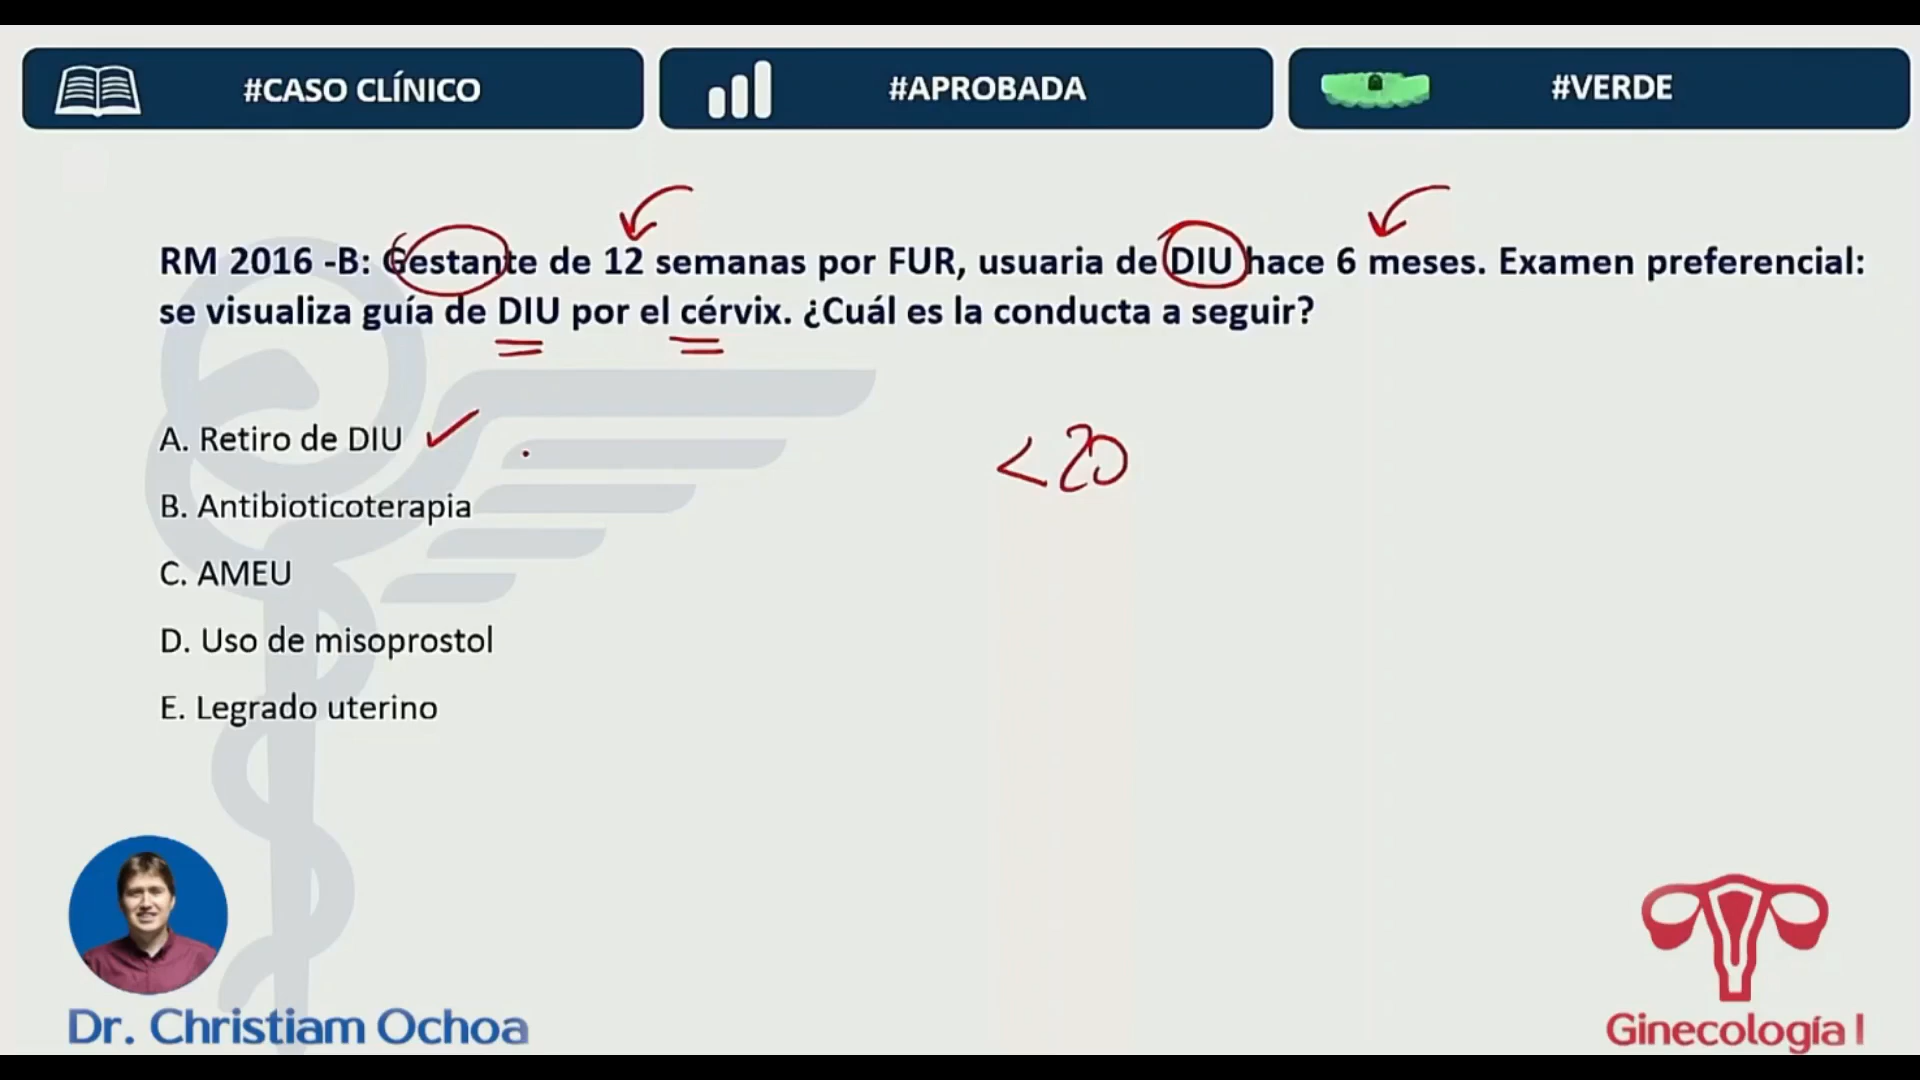 #CASO CLÍNICO
#APROBADA
#VERDE
RM 2016 -B: Gestante de 12 semanas por FUR, usuaria de DIU hace 6 meses. Examen preferencial:
se visualiza guía de DIU por el cérvix. ¿Cuál es la conducta a seguir?
A. Retiro de DIU
<20
B. Antibioticoterapia
C. AMEU
D. Uso de misoprostol
E. Legrado uterino
Dr. Christiam Ochoa
Ginecología I